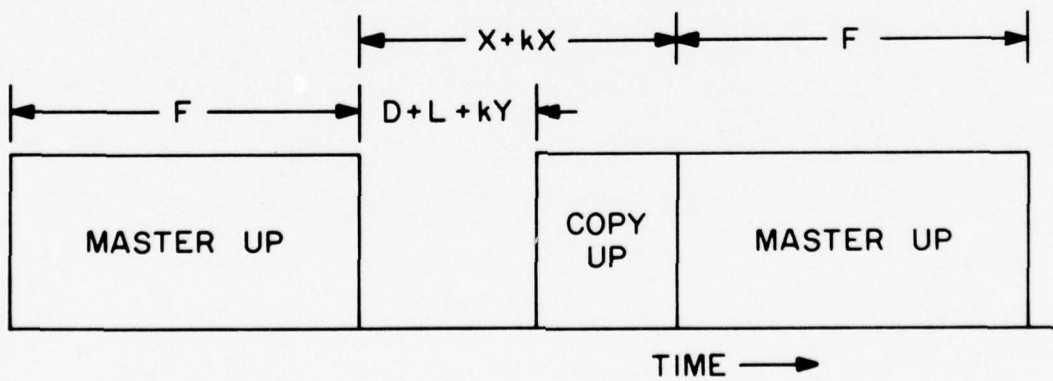 X+kX
F
F
D+L+kY
MASTER UP
COPY
UP
MASTER UP
TIME